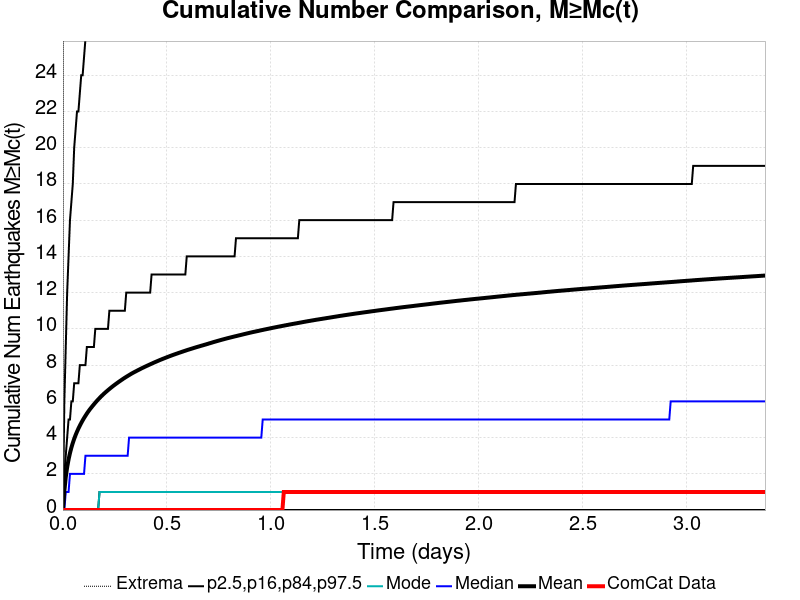 Cumulative Number Comparison, M≥Mc(t)
Cumulative Num Earthquakes M≥Mc(t)
24
22
20
18
16
14
12
10
8
6
4
2
0
0.0 0.5 1.0 1.5 2.0 2.5 3.0
Time (days)
Extrema p2.5,p16,p84,p97.5 Mode Median Mean ComCat Data